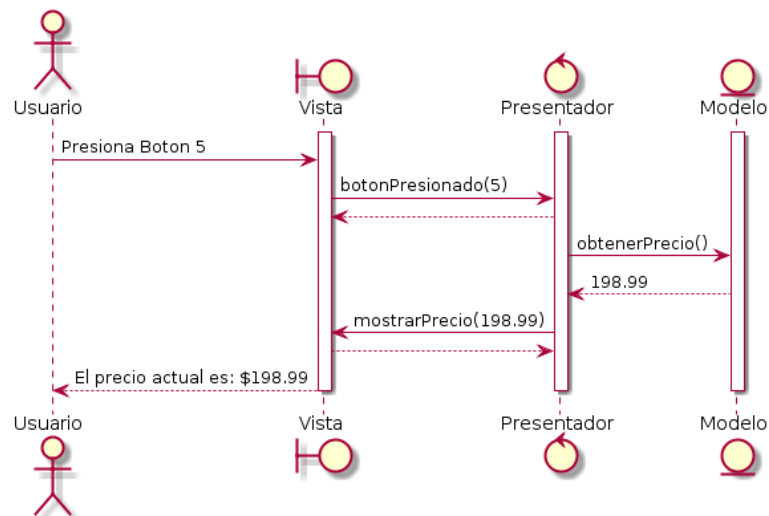 Usuario
Vista
Presentador
Modelo
Presiona Boton 5
botonPresionado(5)
obtenerPrecio()
198.99
mostrarPrecio(198.99)
El precio actual es: $198.99
Usuario
Vista
Presentador
Modelo